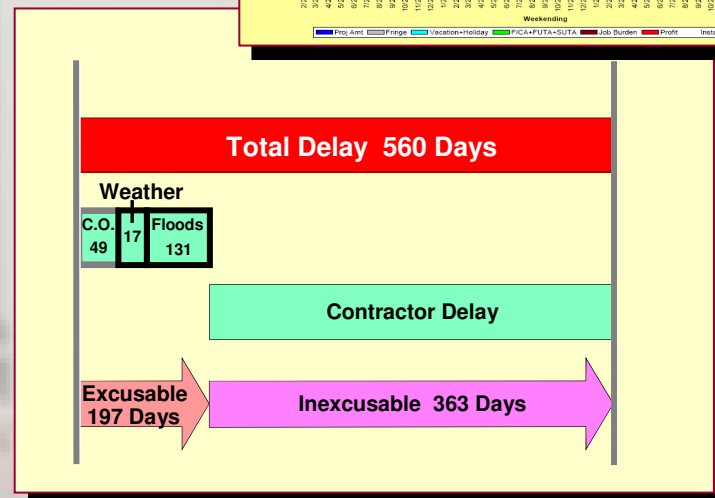 Weekending
Proj Amt Fringe Vacation+Holiday FICA+FUTA+SUTA Job Burden Profit
Total Delay 560 Days
Weather
C.O. 17 Floods
49 131
Contractor Delay
Excusable
197 Days
Inexcusable 363 Days